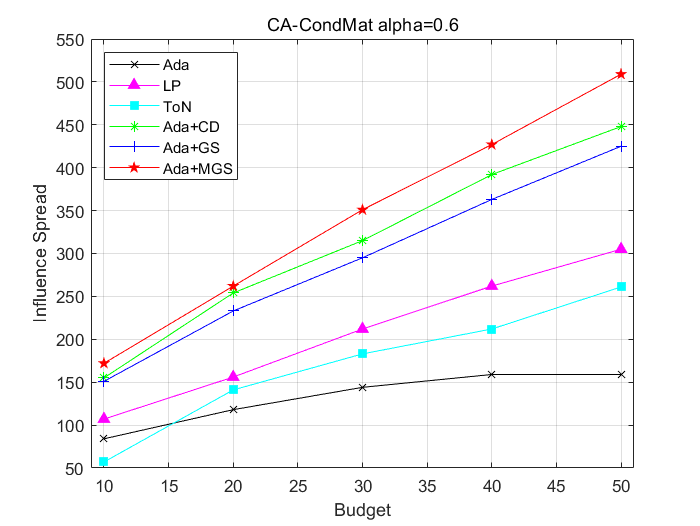 CA-CondMat alpha=0.6
550
500
450
400
350
300
250
200
150
100
50
Influence Spread
Ada
LP
ToN
Ada+CD
Ada+GS
Ada+MGS
10 15 20 25 30 35 40 45 50
Budget